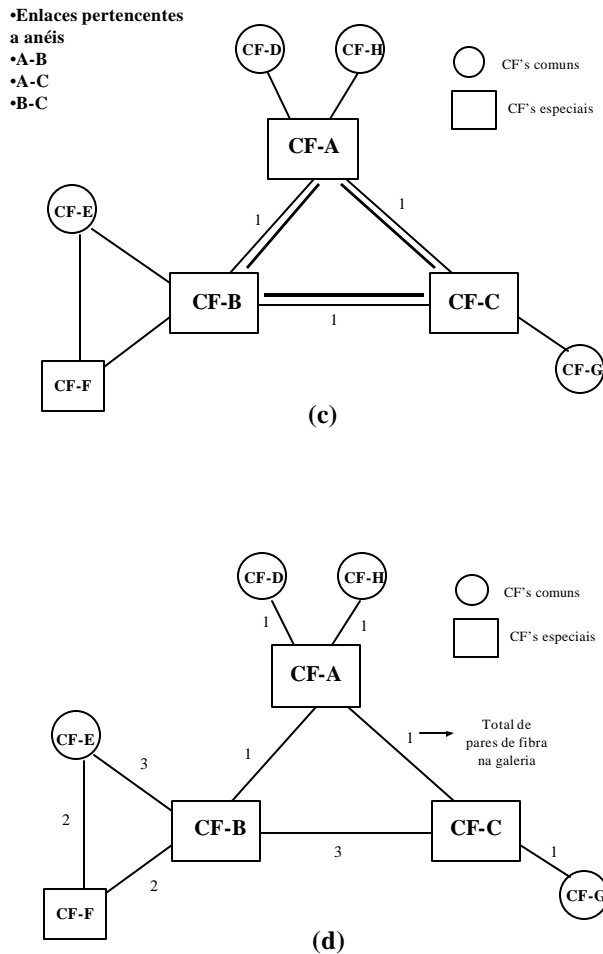 •Enlaces pertencentes
a anéis
•A-B
•A-C
•B-C
CF-D
CF-H
CF's comuns
CF's especiais
CF-A
CF-E
1
1
CF-B
CF-C
1
CF-F
CF-G
(c)
CF-D
CF-H
CF's comuns
1
1
CF's especiais
CF-A
CF-E
1
1
Total de
pares de fibra
na galeria
3
2
CF-B
CF-C
3
1
2
CF-F
CF-G
(d)